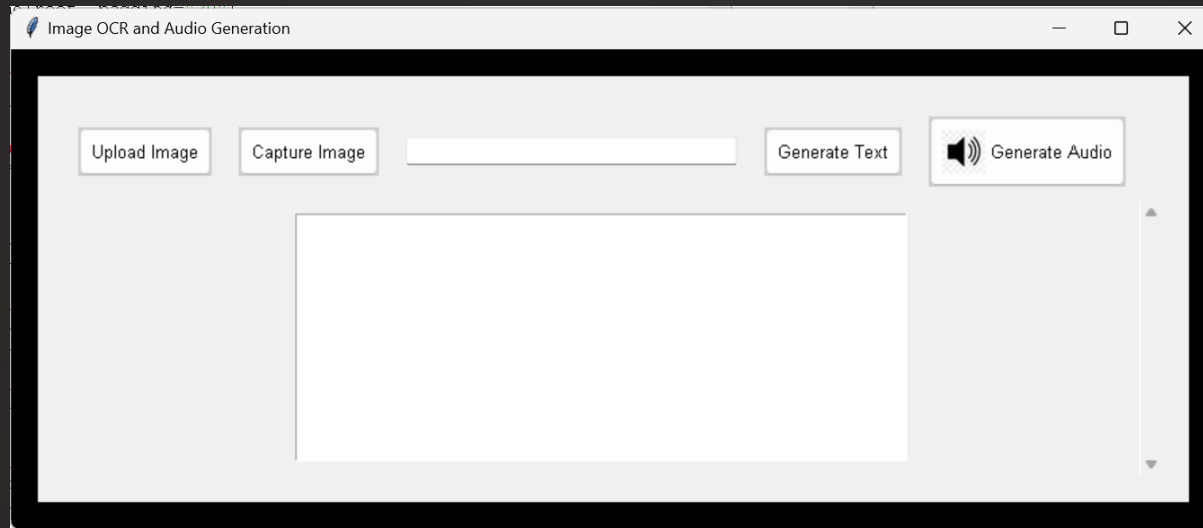 Image OCR and Audio Generation
Upload Image
Capture Image
Generate Text
Generate Audio